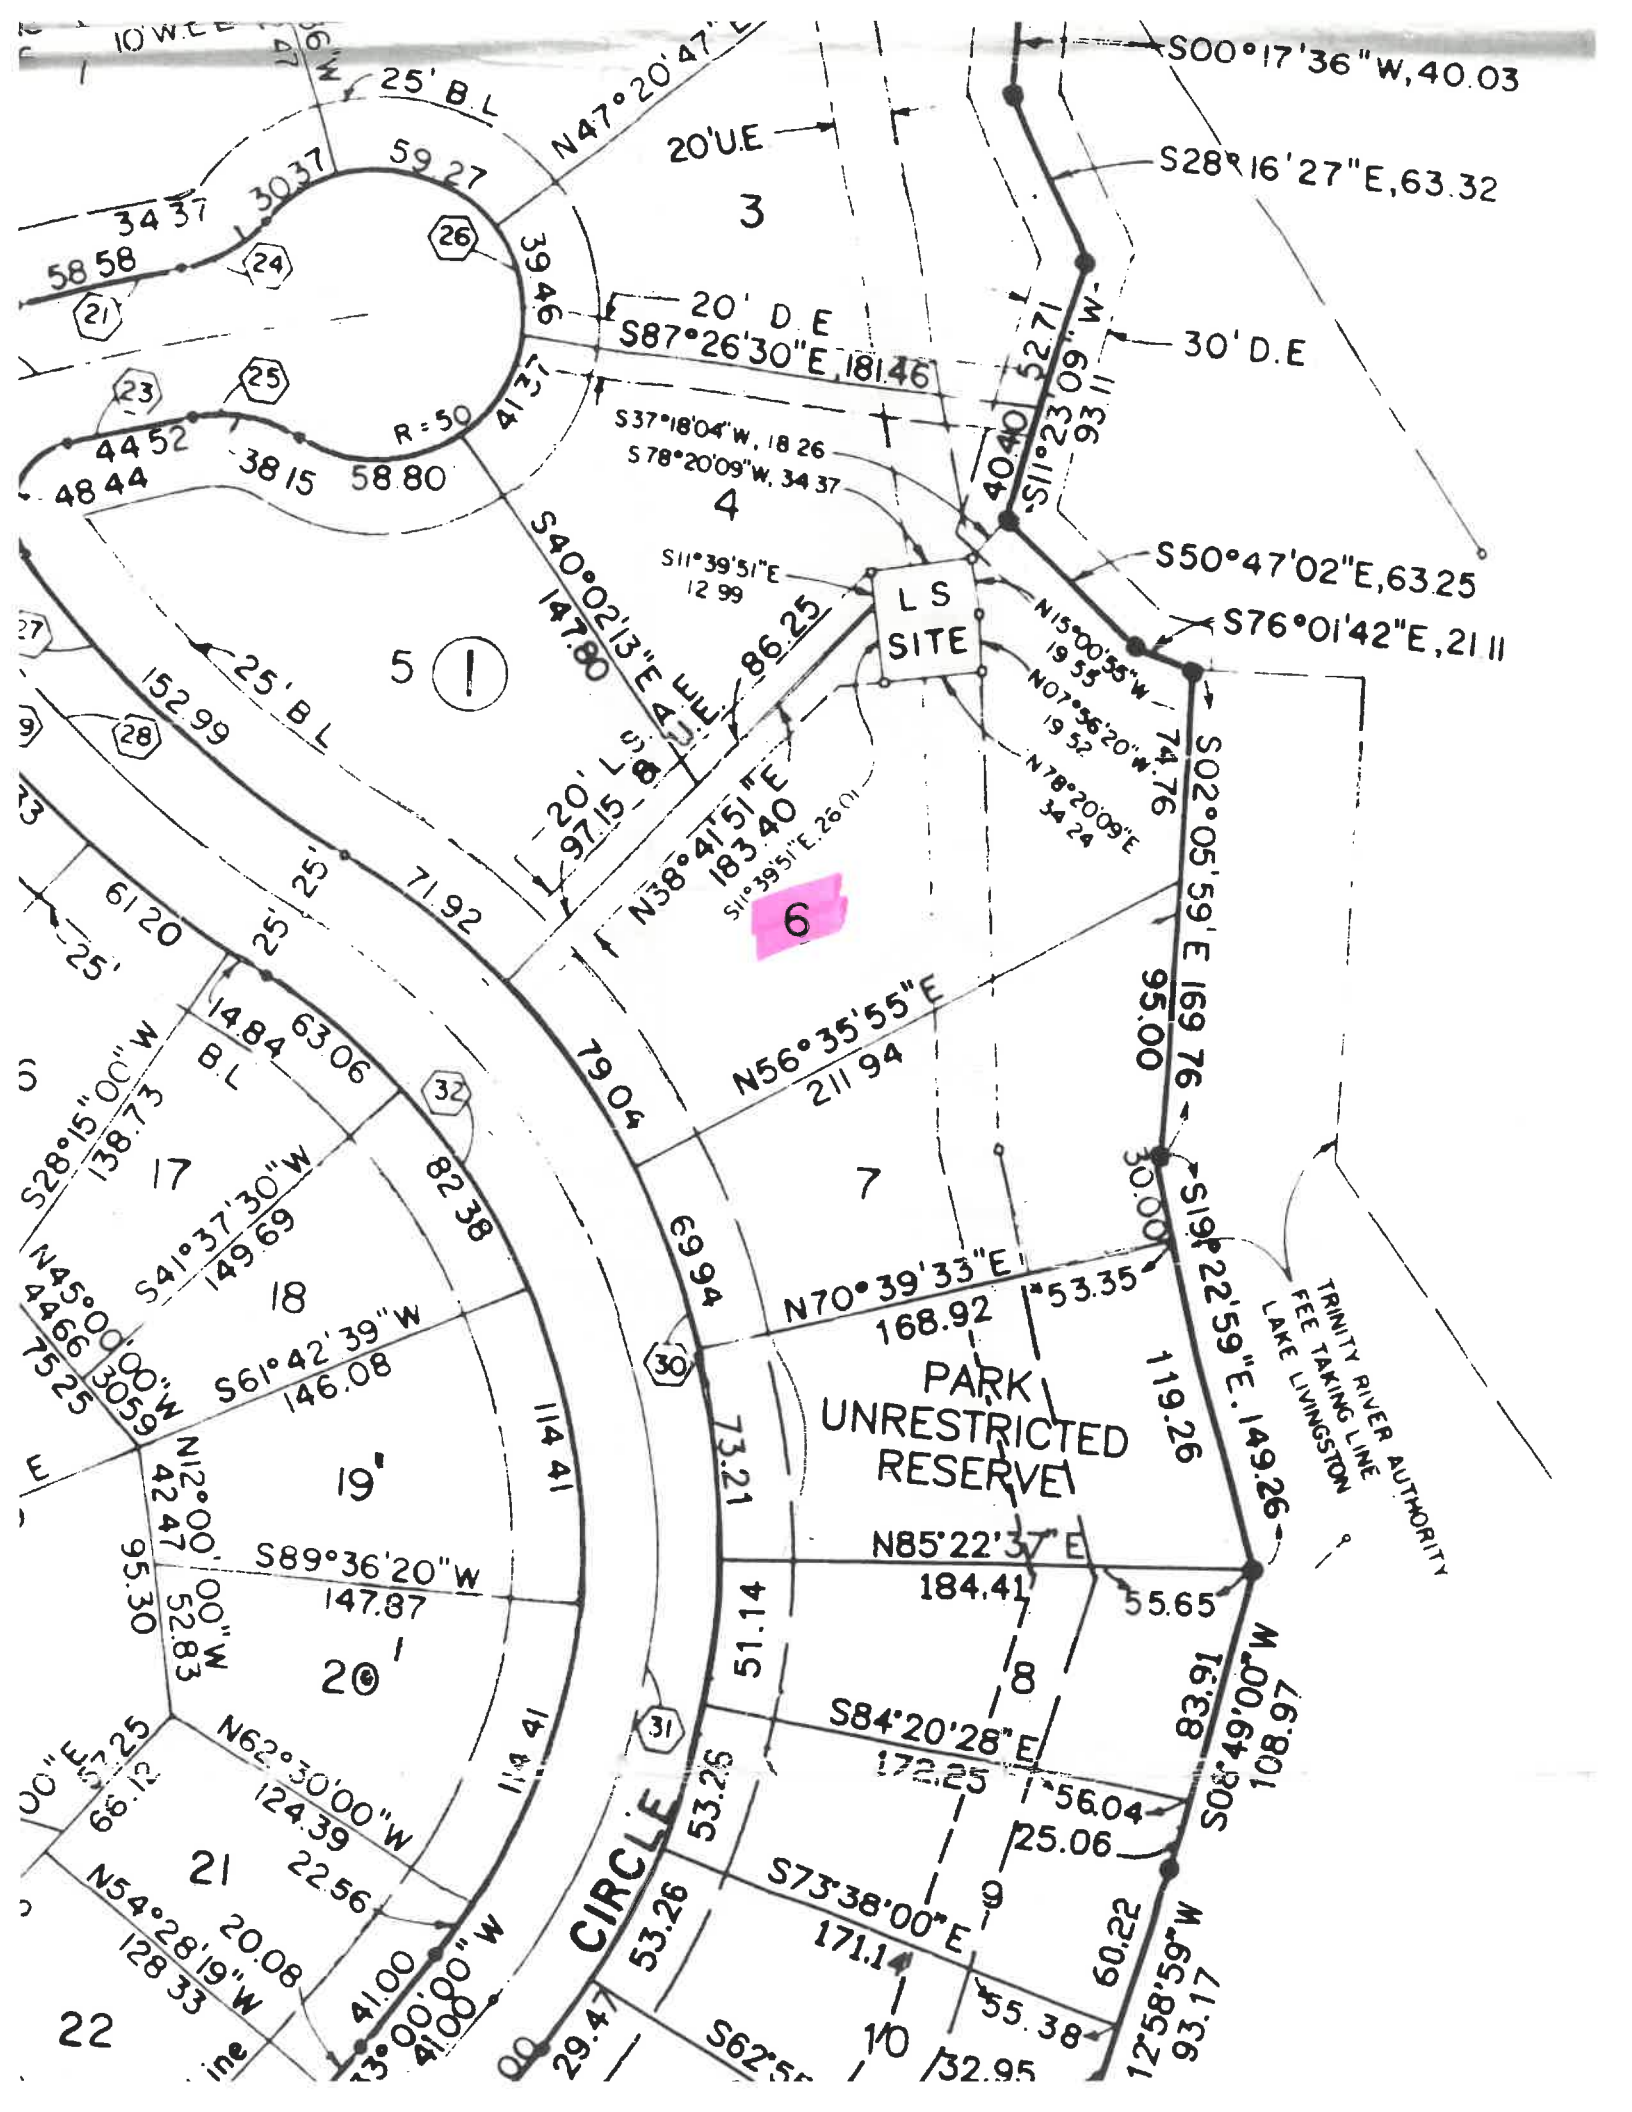 10' W.L E
S00°17'36"W,40.03
25' B.L
N47°20'47"E
20'U.E
S28°16'27"E,63.32
59.27
30.37
34 37
3
26
39 46
24
58 58
21
20' D E
S87°26'30"E,181.46
52.71
S11°23'09"W
93 11
30' D.E
25
23
41 37
R=50
44 52
38 15
58.80
48 44
S37°18'04"W, 18 26
S78°20'09"W, 34 37
40.40
4
S50°47'02"E,63.25
S11°39'51"E
12 99
L S
SITE
S40°02'13"E
147.80
86.25
N15°00'55"W
19 55
S76°01'42"E,21 11
27
5
1
25' B L
152 99
28
N07°56'20"W
19 52
74.76
N78°20'09"E
34 24
20' L.S. & U.E.
97.15
N38°41'51"E
183.40
S11°39'51"E, 26.01
S02°05'59'E 169 76
33
6
61 20
25' 25'
71.92
25'
95.00
N56°35'55"E
211 94
14.84
B.L
63.06
79 04
S28°15'00"W
138.73
32
17
S41°37'30"W
149.69
82 38
7
30.00
69 94
N70°39'33"E
168.92
53.35
S19°22'59"E.149.26
TRINITY RIVER AUTHORITY
FEE TAKING LINE
LAKE LIVINGSTON
N45°00'00"W
44 66
30 59
75 25
18
S61°42'39"W
146.08
30
PARK
UNRESTRICTED
RESERVE
119.26
E
114 41
73.21
19
N12°00'00"W
42 47
52.83
95.30
S89°36'20"W
147.87
N85°22'37"E
184.41
55.65
51.14
8
20
83.91
S08°49'00"W
108.97
31
S84°20'28"E
172.25
56.04
25.06
N62°30'00"W
124.39
114 41
53.26
57.25
66.12
21
22.56
CIRCLE
S73°38'00"E
171.14
9
N54°28'19"W
128 33
20.08
53.26
60.22
12°58'59"W
93.17
55.38
41.00
3°00'00"W
41.00
22
ine
29.47
10
32.95